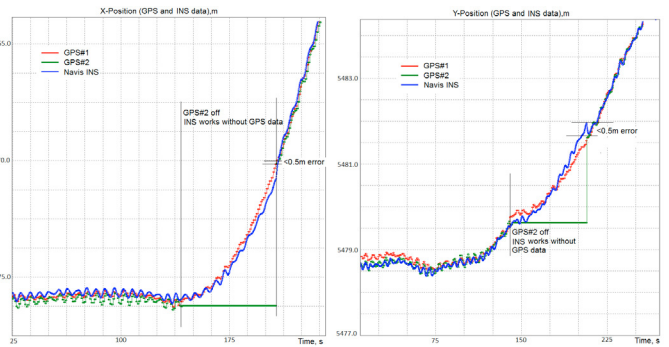 X-Position (GPS and INS data),m
GPS#1
GPS#2
Navis INS
GPS#2 off
INS works without GPS data
<0.5m error
25
100
175
Time, s
Y-Position (GPS and INS data),m
5483.0
5481.0
5479.0
5477.0
GPS#1
GPS#2
Navis INS
<0.5m error
GPS#2 off
INS works without
GPS data
75
150
225
Time, s